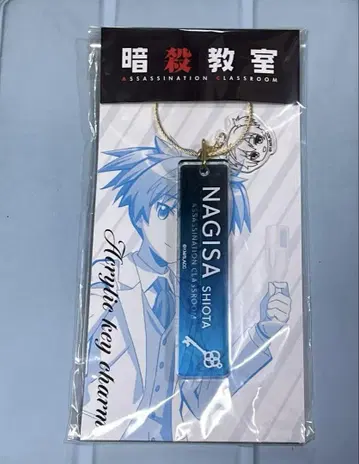 暗殺教室
ASSASSINATION CLASSROOM
NAGISA SHIOTA
ASSASSINATION CLASSROOM
Acrylic key charm